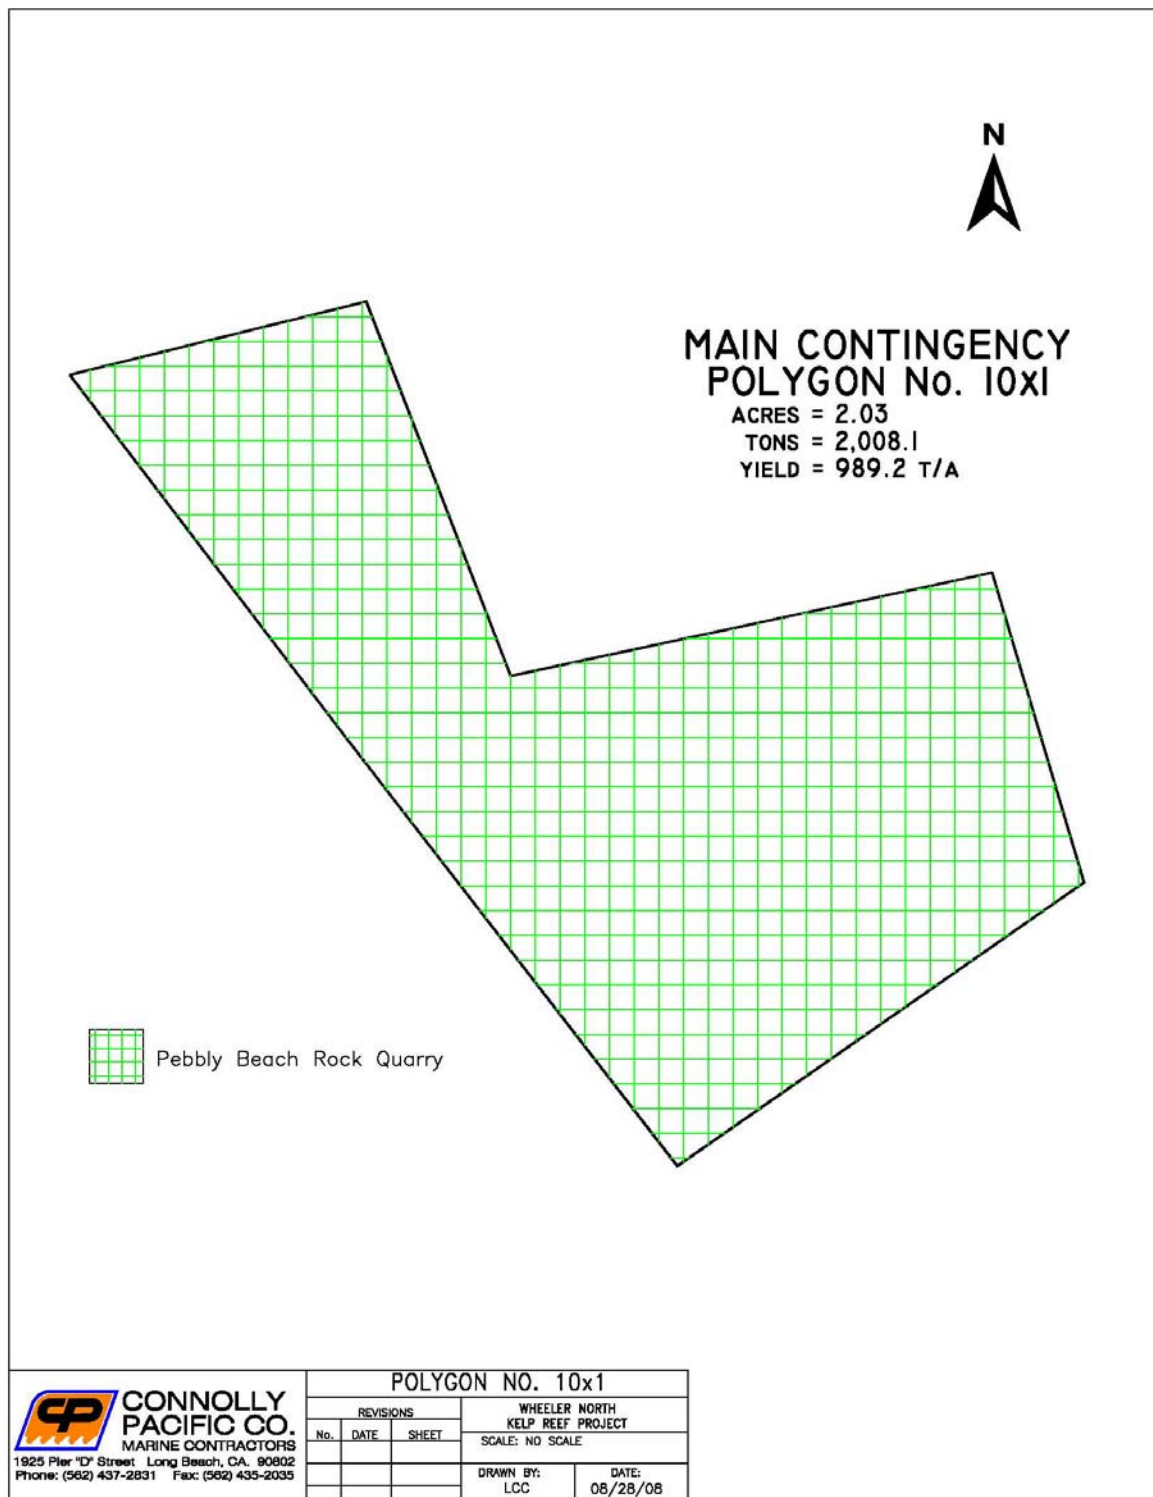 N
MAIN CONTINGENCY
POLYGON No. 10x1
ACRES = 2.03
TONS = 2,008.1
YIELD = 989.2 T/A
Pebbly Beach Rock Quarry
CP
CONNOLLY
PACIFIC CO.
MARINE CONTRACTORS
1925 Pier "D" Street Long Beach, CA. 90802
Phone: (562) 437-2831 Fax: (562) 435-2035
POLYGON NO. 10x1
REVISIONS
No. DATE SHEET
WHEELER NORTH
KELP REEF PROJECT
SCALE: NO SCALE
DRAWN BY:
LCC
DATE:
08/28/08